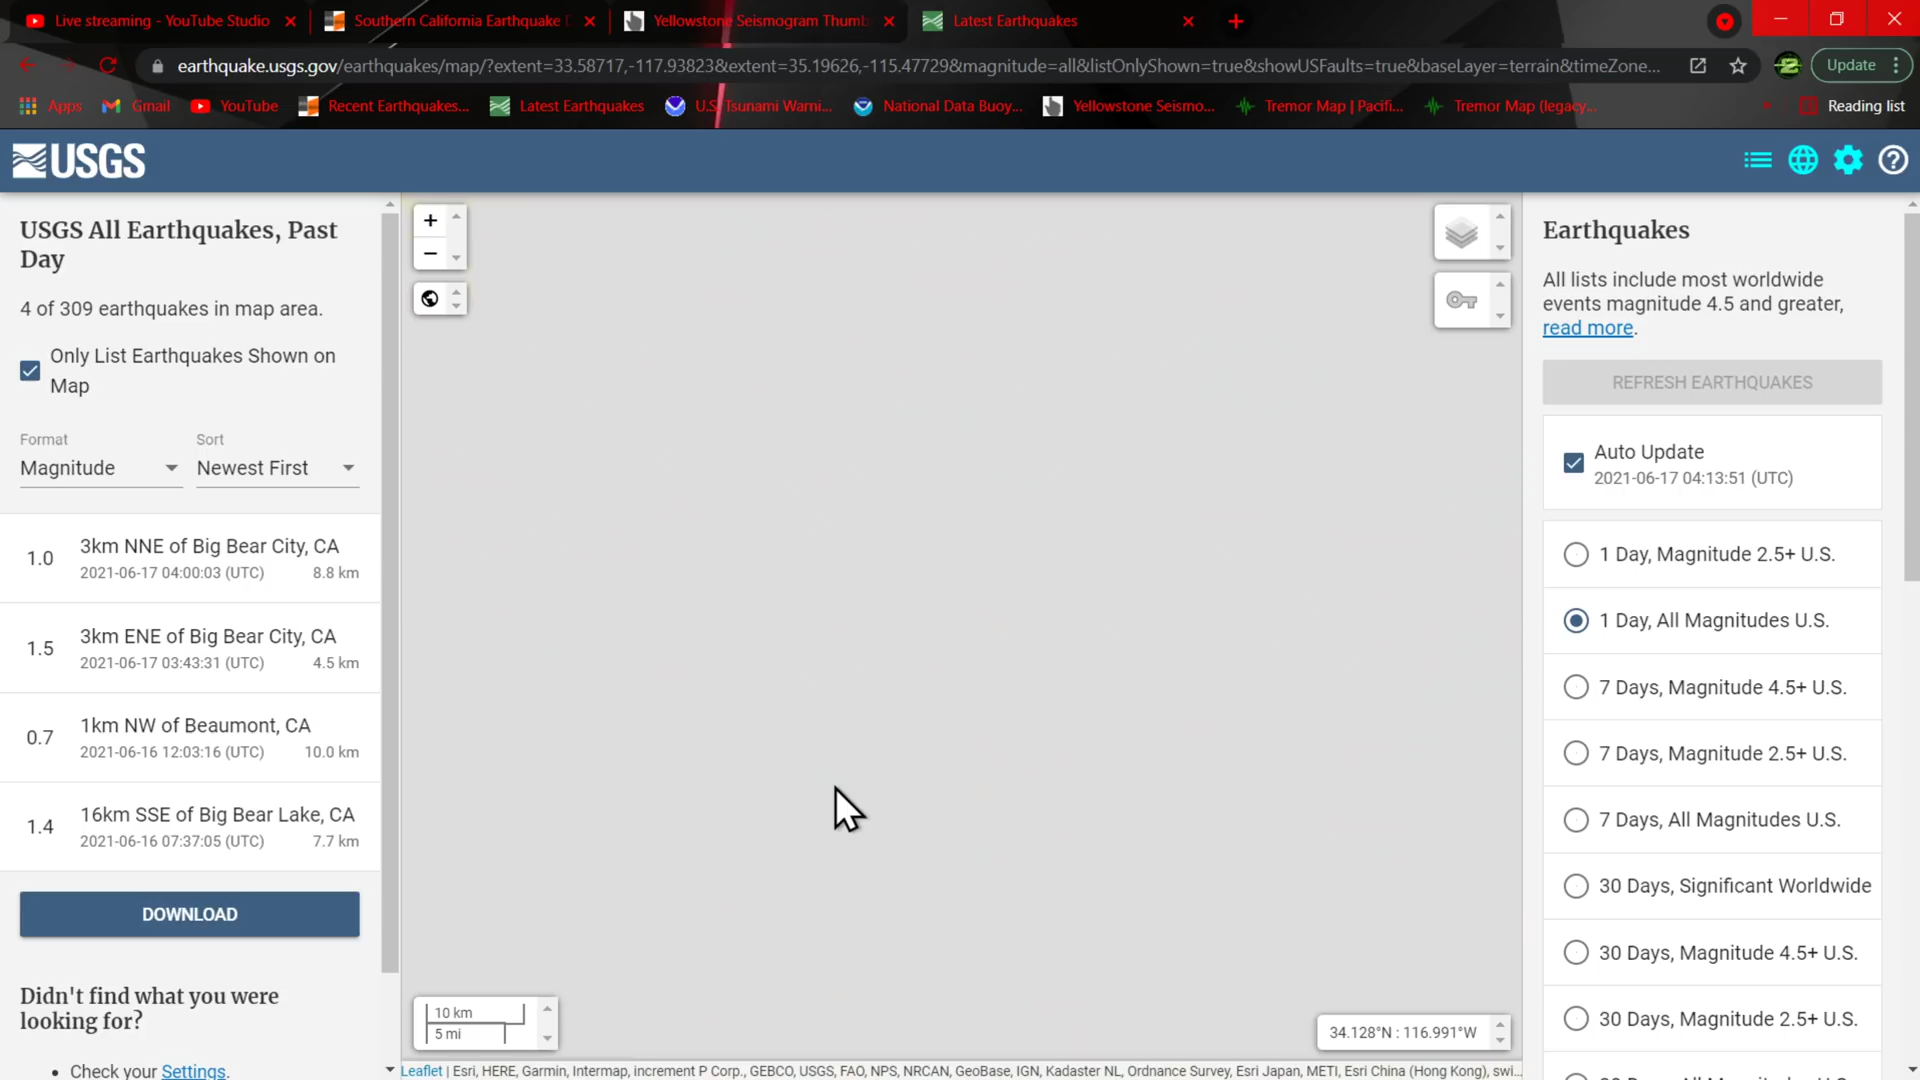 Live streaming - YouTube Studio
Southern California Earthquake
Yellowstone Seismogram Thumb
Latest Earthquakes
earthquake.usgs.gov/earthquakes/map/?extent=33.58717,-117.93823&extent=35.19626,-115.47729&magnitude=all&listOnlyShown=true&showUSFaults=true&baseLayer=terrain&timeZone...
Update
Apps
Gmail
YouTube
Recent Earthquakes...
Latest Earthquakes
U.S. Tsunami Warni...
National Data Buoy...
Yellowstone Seismo...
Tremor Map | Pacifi...
Tremor Map (legacy...
Reading list
USGS
USGS All Earthquakes, Past
Day
4 of 309 earthquakes in map area.
Only List Earthquakes Shown on
Map
Format
Sort
Magnitude
Newest First
1.0
3km NNE of Big Bear City, CA
2021-06-17 04:00:03 (UTC) 8.8 km
1.5
3km ENE of Big Bear City, CA
2021-06-17 03:43:31 (UTC) 4.5 km
0.7
1km NW of Beaumont, CA
2021-06-16 12:03:16 (UTC) 10.0 km
1.4
16km SSE of Big Bear Lake, CA
2021-06-16 07:37:05 (UTC) 7.7 km
DOWNLOAD
Didn't find what you were
looking for?
• Check your Settings.
+
−
10 km
5 mi
34.128°N : 116.991°W
Leaflet | Esri, HERE, Garmin, Intermap, increment P Corp., GEBCO, USGS, FAO, NPS, NRCAN, GeoBase, IGN, Kadaster NL, Ordnance Survey, Esri Japan, METI, Esri China (Hong Kong), swi...
Earthquakes
All lists include most worldwide
events magnitude 4.5 and greater,
read more.
REFRESH EARTHQUAKES
Auto Update
2021-06-17 04:13:51 (UTC)
1 Day, Magnitude 2.5+ U.S.
1 Day, All Magnitudes U.S.
7 Days, Magnitude 4.5+ U.S.
7 Days, Magnitude 2.5+ U.S.
7 Days, All Magnitudes U.S.
30 Days, Significant Worldwide
30 Days, Magnitude 4.5+ U.S.
30 Days, Magnitude 2.5+ U.S.